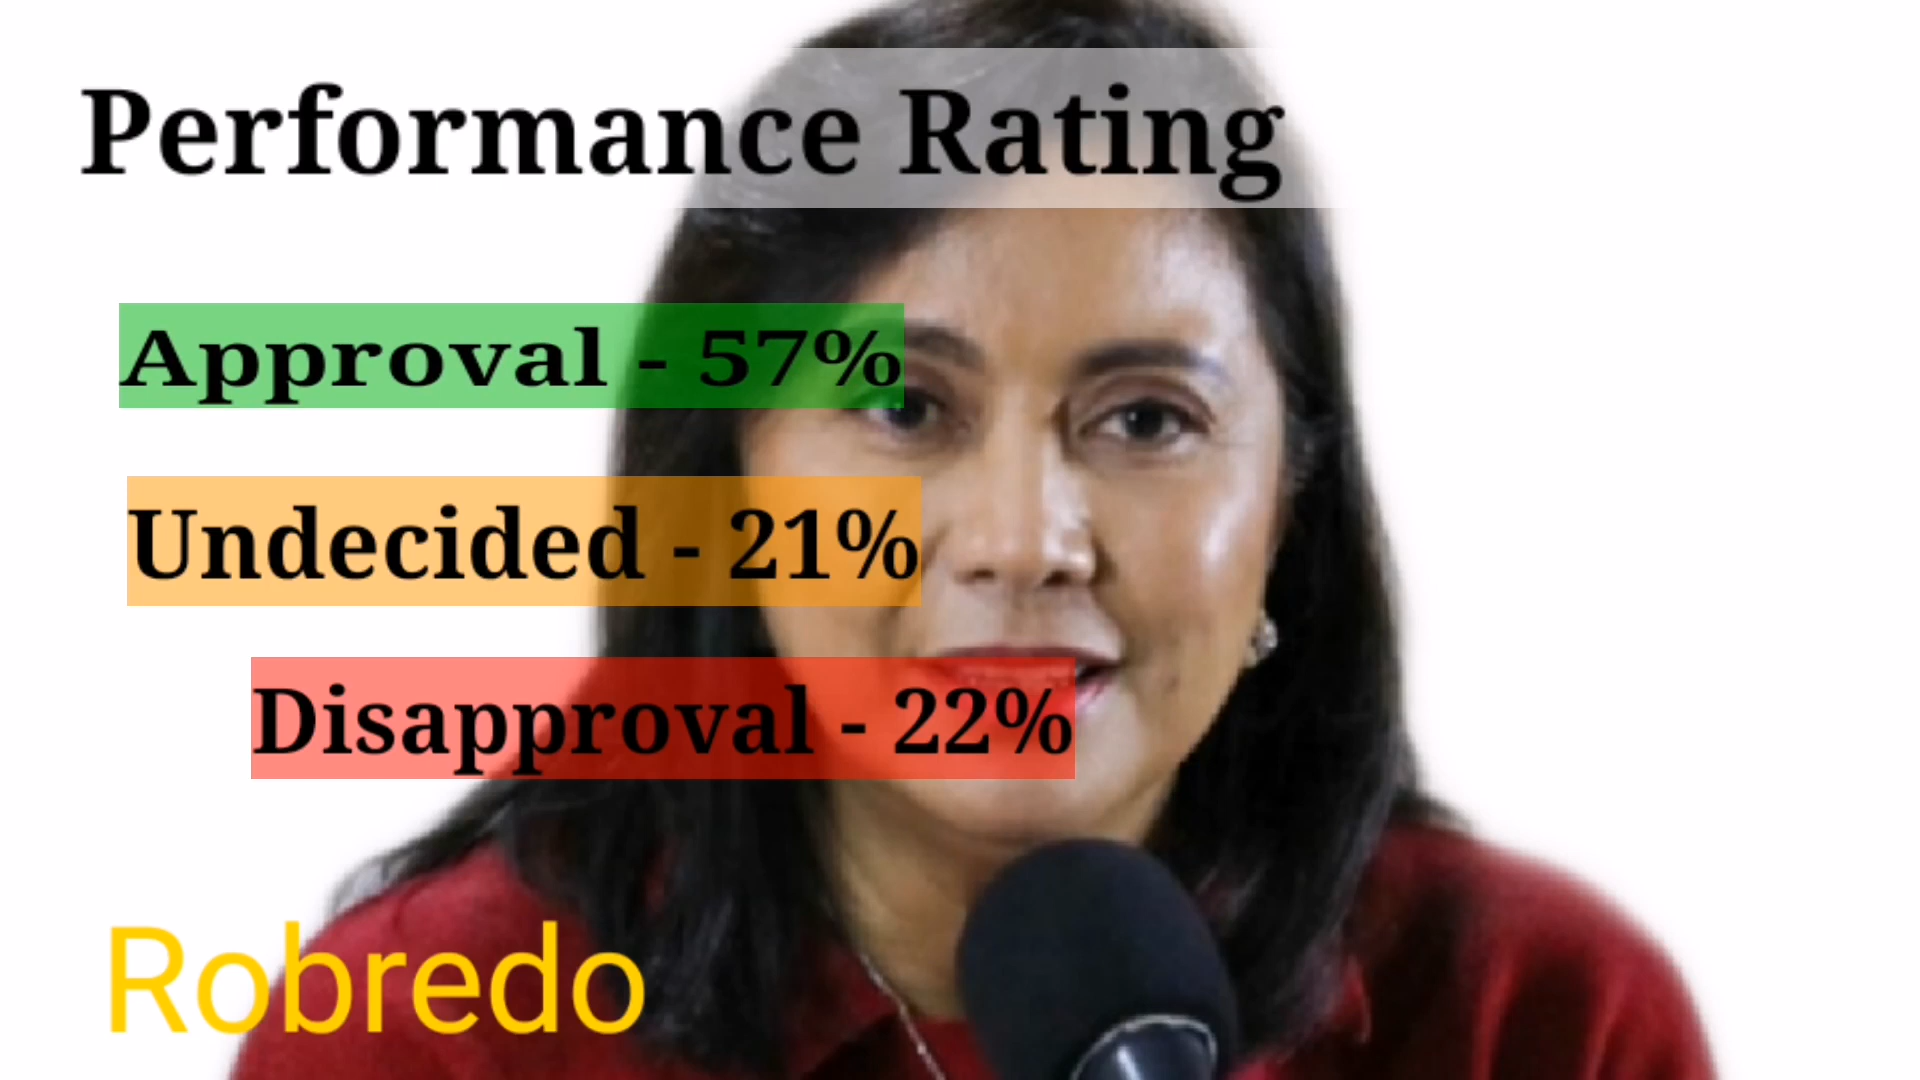 Performance Rating
Approval - 57%
Undecided - 21%
Disapproval - 22%
Robredo